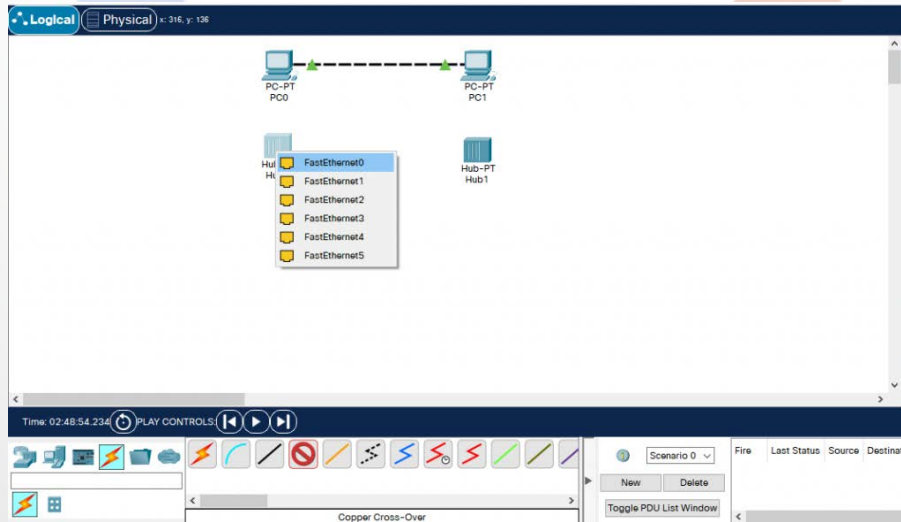 Logical Physical x: 316, y: 136
PC-PT
PC0
PC-PT
PC1
FastEthernet0
FastEthernet1
FastEthernet2
FastEthernet3
FastEthernet4
FastEthernet5
Hub-PT
Hub1
Time: 02:48:54.234 PLAY CONTROLS:
Scenario 0
New Delete
Toggle PDU List Window
Fire Last Status Source
Copper Cross-Over